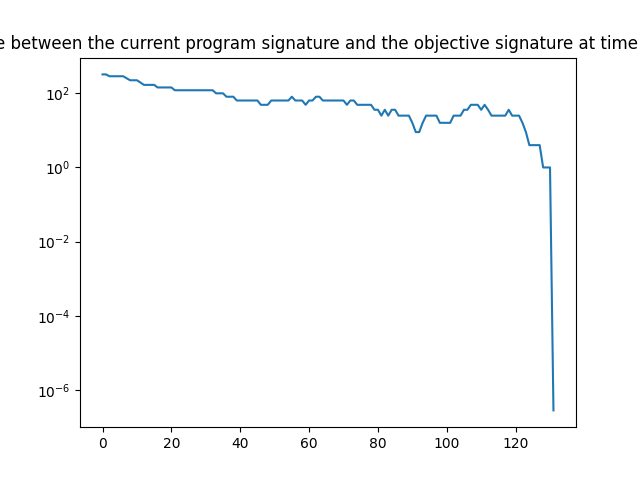 e between the current program signature and the objective signature at time
10²
10⁰
10⁻²
10⁻⁴
10⁻⁶
0 20 40 60 80 100 120